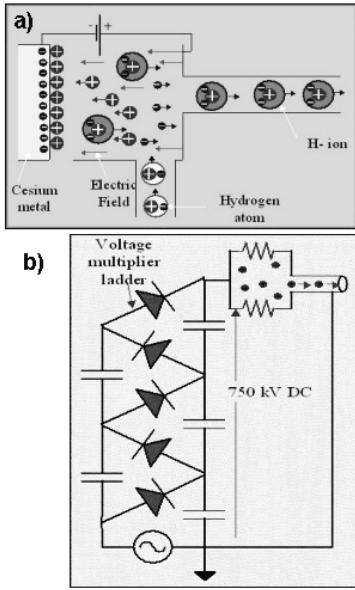 a)
- +
H- ion
Cesium
metal
Electric
Field
Hydrogen
atom
b)
Voltage
multiplier
ladder
750 kV DC